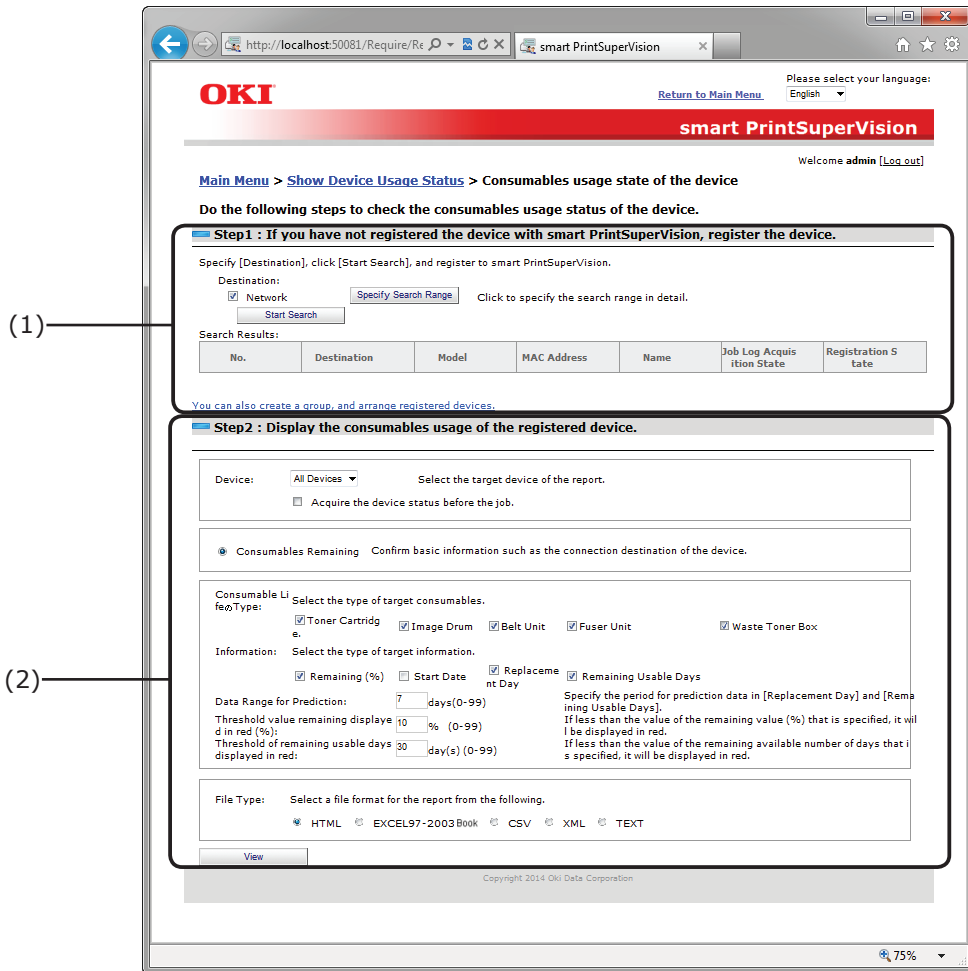 http://localhost:50081/Require/Re
smart PrintSuperVision
OKI
Return to Main Menu
Please select your language:
English
smart PrintSuperVision
Welcome admin [Log out]
Main Menu > Show Device Usage Status > Consumables usage state of the device
Do the following steps to check the consumables usage status of the device.
(1)
Step1 : If you have not registered the device with smart PrintSuperVision, register the device.
Specify [Destination], click [Start Search], and register to smart PrintSuperVision.
Destination:
Network
Specify Search Range
Click to specify the search range in detail.
Start Search
Search Results:
No.
Destination
Model
MAC Address
Name
Job Log Acquis
ition State
Registration S
tate
You can also create a group, and arrange registered devices.
(2)
Step2 : Display the consumables usage of the registered device.
Device:
All Devices
Select the target device of the report.
Acquire the device status before the job.
Consumables Remaining
Confirm basic information such as the connection destination of the device.
Consumable Li
feのType:
Select the type of target consumables.
Toner Cartridg
e.
Image Drum
Belt Unit
Fuser Unit
Waste Toner Box
Information:
Select the type of target information.
Remaining (%)
Start Date
Replaceme
nt Day
Remaining Usable Days
Data Range for Prediction:
7
days(0-99)
Specify the period for prediction data in [Replacement Day] and [Rema
ining Usable Days].
Threshold value remaining displaye
d in red (%):
10
% (0-99)
If less than the value of the remaining value (%) that is specified, it wil
l be displayed in red.
Threshold of remaining usable days
displayed in red:
30
day(s) (0-99)
If less than the value of the remaining available number of days that i
s specified, it will be displayed in red.
File Type:
Select a file format for the report from the following.
HTML
EXCEL97-2003 Book
CSV
XML
TEXT
View
Copyright 2014 Oki Data Corporation
75%